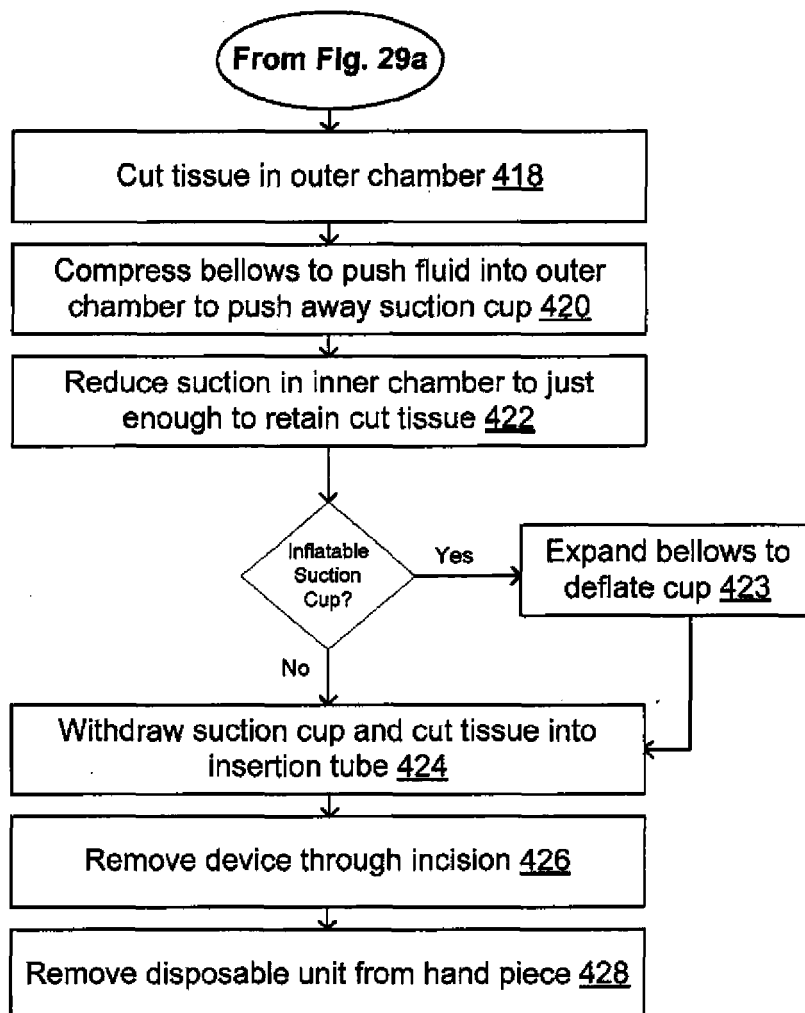 From Fig. 29a
Cut tissue in outer chamber 418
Compress bellows to push fluid into outer
chamber to push away suction cup 420
Reduce suction in inner chamber to just
enough to retain cut tissue 422
Inflatable
Suction
Cup?
Yes
Expand bellows to
deflate cup 423
No
Withdraw suction cup and cut tissue into
insertion tube 424
Remove device through incision 426
Remove disposable unit from hand piece 428